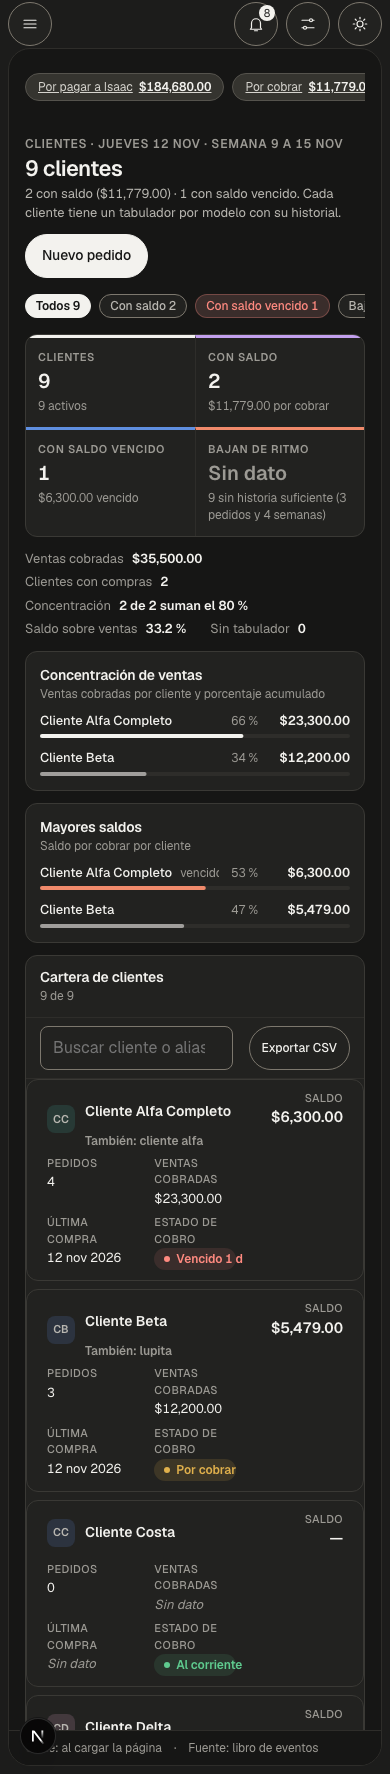 8
Por pagar a Isaac $184,680.00 Por cobrar $11,779.0
CLIENTES · JUEVES 12 NOV · SEMANA 9 A 15 NOV
9 clientes
2 con saldo ($11,779.00) · 1 con saldo vencido. Cada
cliente tiene un tabulador por modelo con su historial.
Nuevo pedido
Todos 9 Con saldo 2 Con saldo vencido 1 Baj
CLIENTES
9
9 activos
CON SALDO
2
$11,779.00 por cobrar
CON SALDO VENCIDO
1
$6,300.00 vencido
BAJAN DE RITMO
Sin dato
9 sin historia suficiente (3
pedidos y 4 semanas)
Ventas cobradas $35,500.00
Clientes con compras 2
Concentración 2 de 2 suman el 80 %
Saldo sobre ventas 33.2 % Sin tabulador 0
Concentración de ventas
Ventas cobradas por cliente y porcentaje acumulado
Cliente Alfa Completo 66 % $23,300.00
Cliente Beta 34 % $12,200.00
Mayores saldos
Saldo por cobrar por cliente
Cliente Alfa Completo vencid 53 % $6,300.00
Cliente Beta 47 % $5,479.00
Cartera de clientes
9 de 9
Buscar cliente o alias Exportar CSV
CC Cliente Alfa Completo
También: cliente alfa
SALDO
$6,300.00
PEDIDOS
4
VENTAS
COBRADAS
$23,300.00
ÚLTIMA
COMPRA
12 nov 2026
ESTADO DE
COBRO
Vencido 1 d
CB Cliente Beta
También: lupita
SALDO
$5,479.00
PEDIDOS
3
VENTAS
COBRADAS
$12,200.00
ÚLTIMA
COMPRA
12 nov 2026
ESTADO DE
COBRO
Por cobrar
CC Cliente Costa
SALDO
—
PEDIDOS
0
VENTAS
COBRADAS
Sin dato
ÚLTIMA
COMPRA
Sin dato
ESTADO DE
COBRO
Al corriente
CD Cliente Delta
SALDO
N
e: al cargar la página · Fuente: libro de eventos